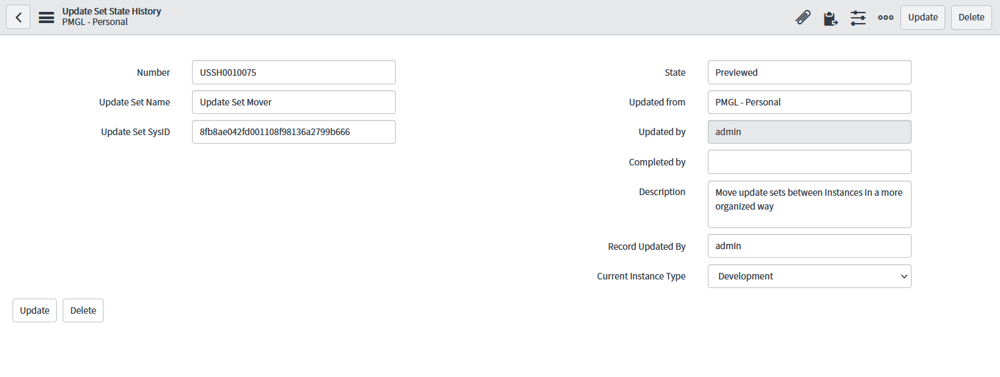 Update Set State History
PMGL - Personal
Update
Delete
Number
USSH0010075
Update Set Name
Update Set Mover
Update Set SysID
8fb8ae042fd001108f98136a2799b666
State
Previewed
Updated from
PMGL - Personal
Updated by
admin
Completed by
Description
Move update sets between instances in a more
organized way
Record Updated By
admin
Current Instance Type
Development
Update
Delete